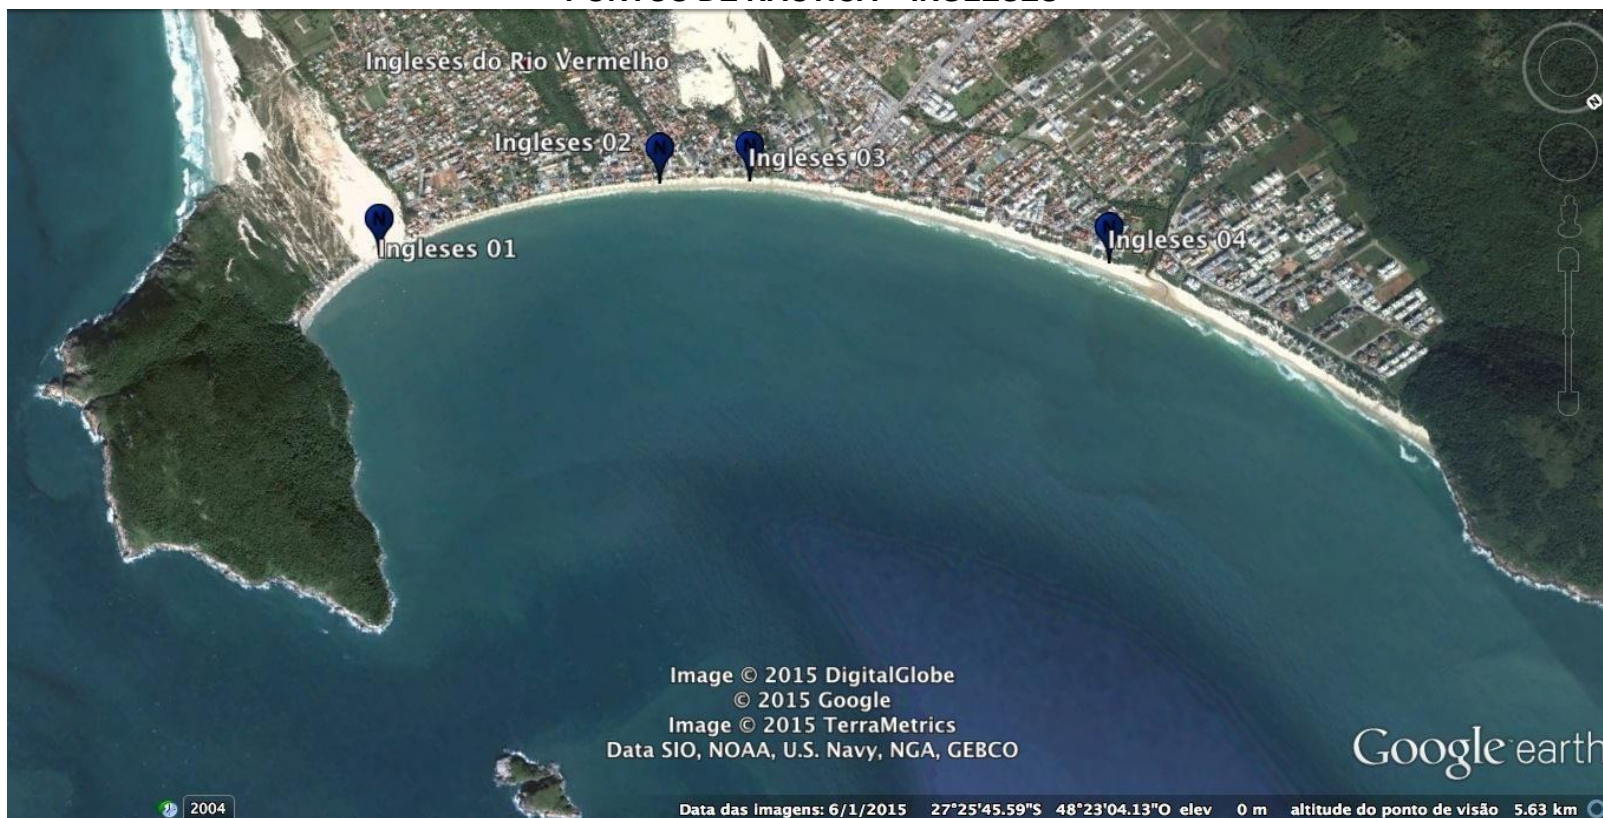 Ingleses do Rio Vermelho
Ingleses 02
N
N
Ingleses 03
N
Ingleses 01
N
Ingleses 04
N
Image © 2015 DigitalGlobe
© 2015 Google
Image © 2015 TerraMetrics
Data SIO, NOAA, U.S. Navy, NGA, GEBCO
Google earth
2004
Data das imagens: 6/1/2015 27°25'45.59"S 48°23'04.13"O elev 0 m altitude do ponto de visão 5.63 km